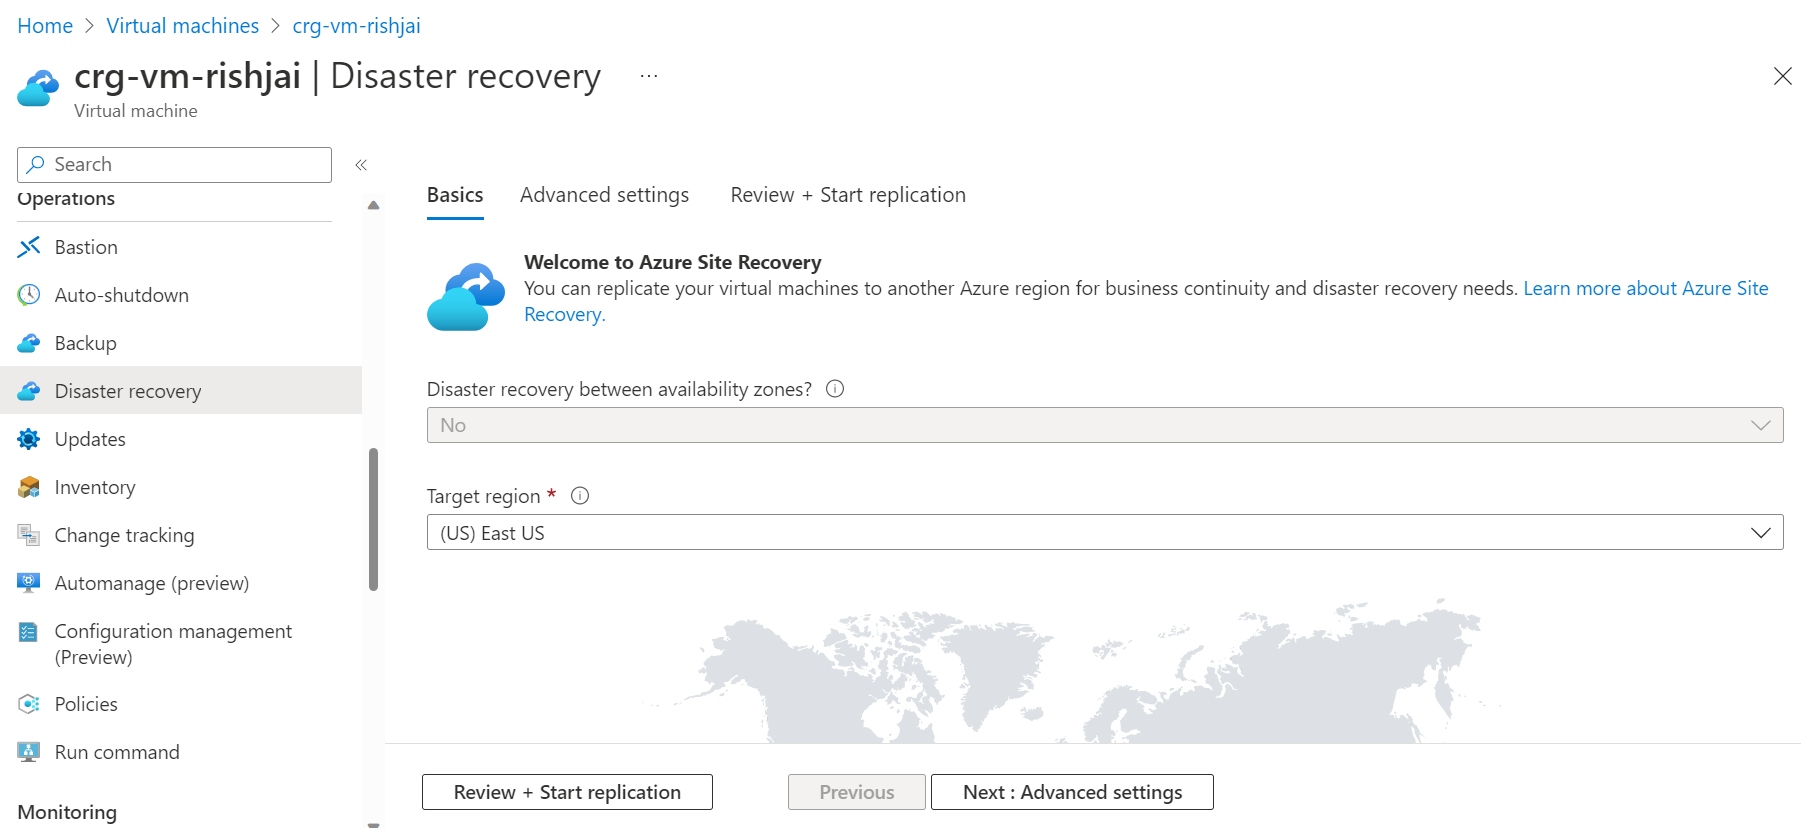 Home > Virtual machines > crg-vm-rishjai
crg-vm-rishjai | Disaster recovery ...
Virtual machine
Search
«
Operations
Bastion
Auto-shutdown
Backup
Disaster recovery
Updates
Inventory
Change tracking
Automanage (preview)
Configuration management
(Preview)
Policies
Run command
Monitoring
Basics Advanced settings Review + Start replication
Welcome to Azure Site Recovery
You can replicate your virtual machines to another Azure region for business continuity and disaster recovery needs. Learn more about Azure Site
Recovery.
Disaster recovery between availability zones?
No
Target region *
(US) East US
Review + Start replication Previous Next : Advanced settings